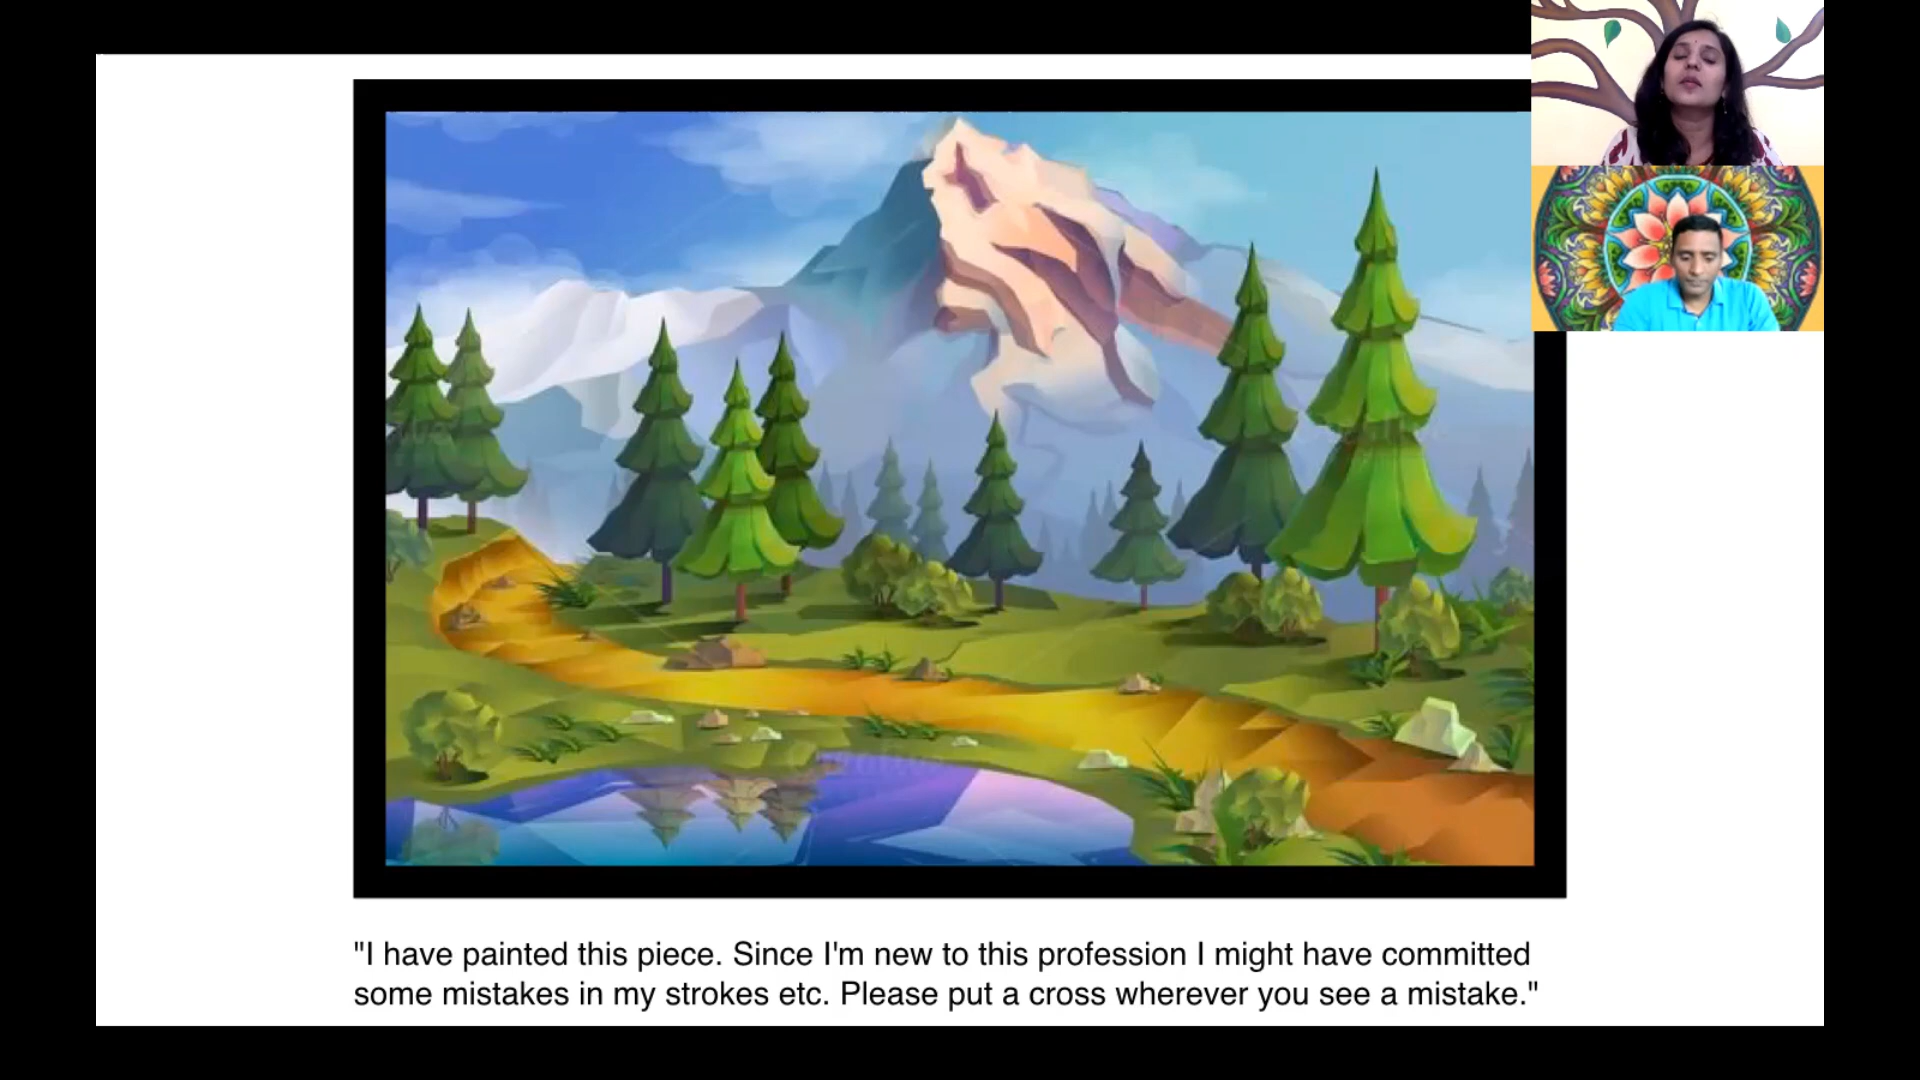 "I have painted this piece. Since I'm new to this profession I might have committed
some mistakes in my strokes etc. Please put a cross wherever you see a mistake."